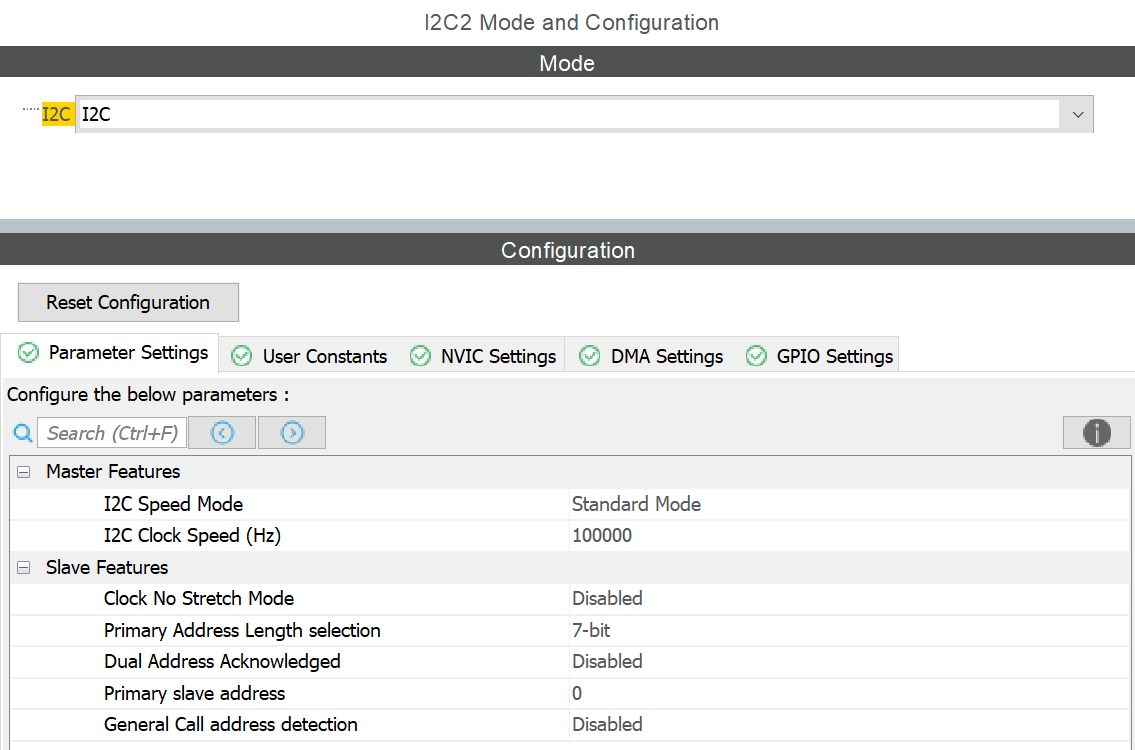 I2C2 Mode and Configuration
Mode
I2C I2C
Configuration
Reset Configuration
Parameter Settings User Constants NVIC Settings DMA Settings GPIO Settings
Configure the below parameters :
Search (Ctrl+F)
Master Features
I2C Speed Mode Standard Mode
I2C Clock Speed (Hz) 100000
Slave Features
Clock No Stretch Mode Disabled
Primary Address Length selection 7-bit
Dual Address Acknowledged Disabled
Primary slave address 0
General Call address detection Disabled